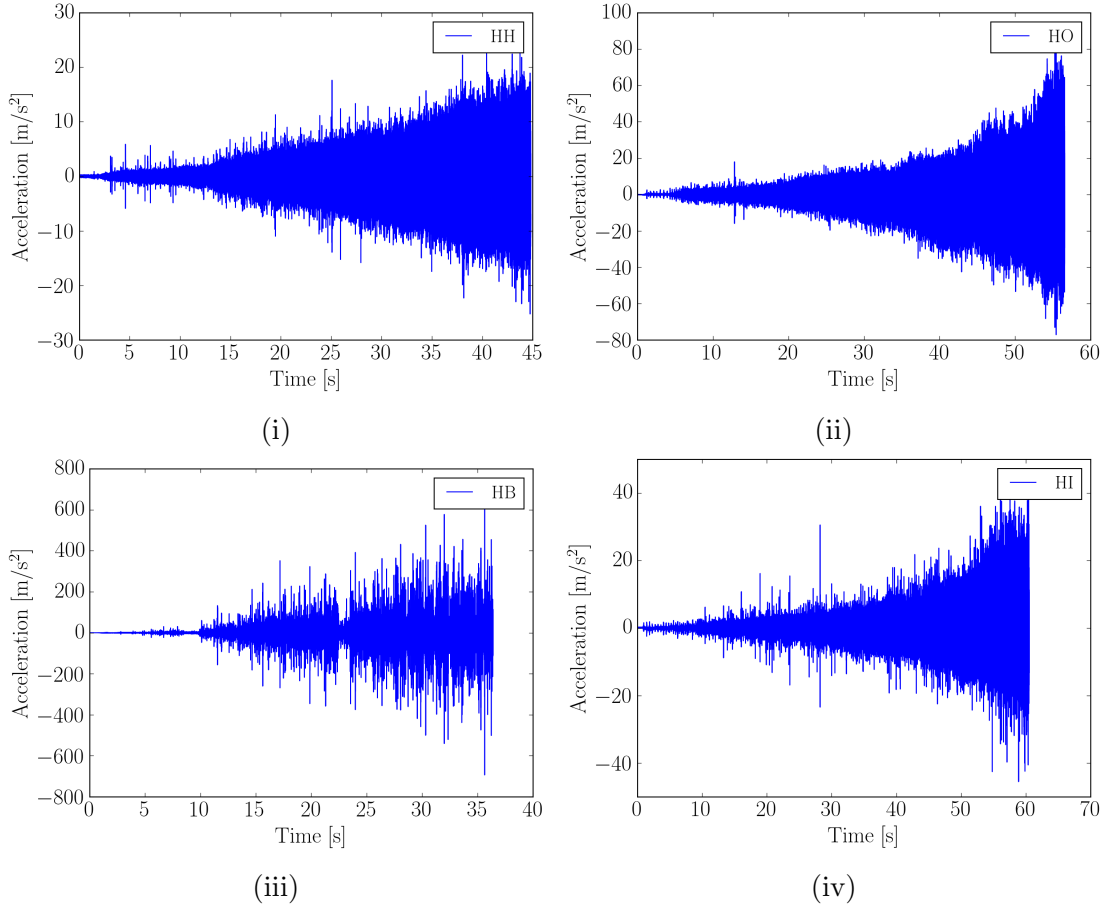 30
20
10
0
−10
−20
−30
Acceleration [m/s²]
HH
0 5 10 15 20 25 30 35 40 45
Time [s]
(i)
100
80
60
40
20
0
−20
−40
−60
−80
Acceleration [m/s²]
HO
0 10 20 30 40 50 60
Time [s]
(ii)
800
600
400
200
0
−200
−400
−600
−800
Acceleration [m/s²]
HB
0 5 10 15 20 25 30 35 40
Time [s]
(iii)
40
20
0
−20
−40
Acceleration [m/s²]
HI
0 10 20 30 40 50 60 70
Time [s]
(iv)